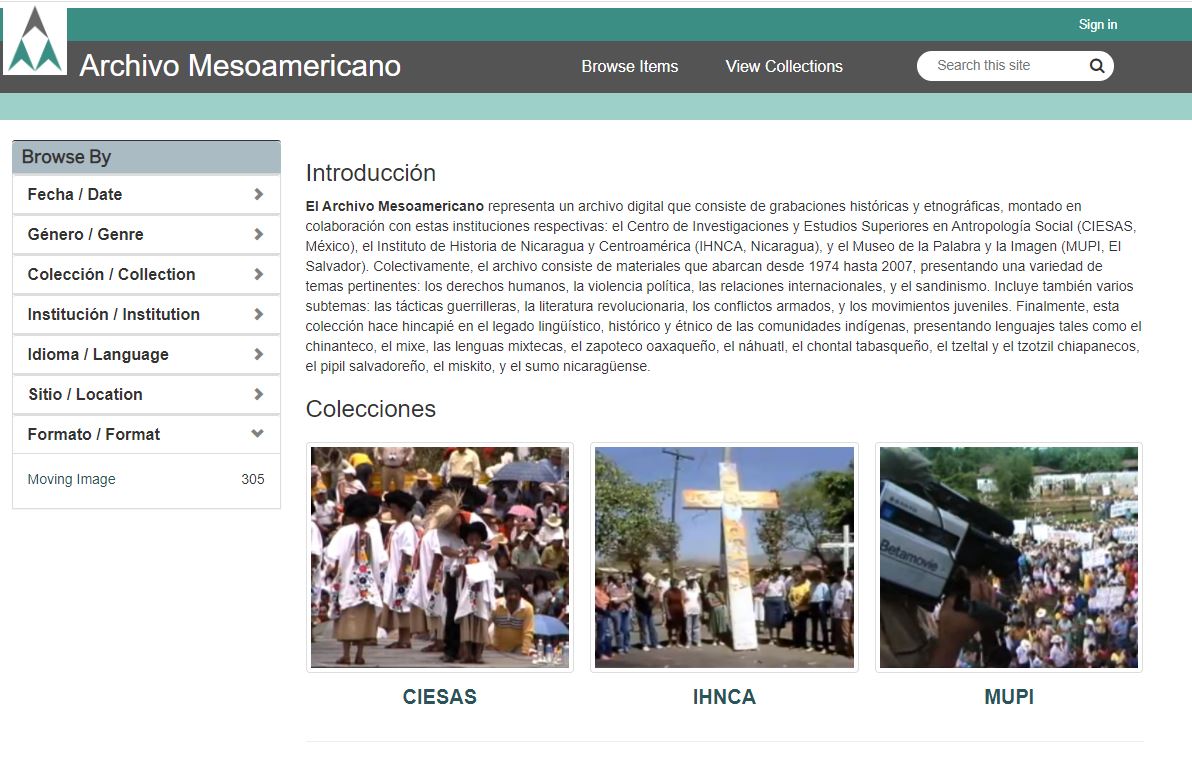 Sign in
Archivo Mesoamericano
Browse Items
View Collections
Search this site
Browse By
Fecha / Date
Género / Genre
Colección / Collection
Institución / Institution
Idioma / Language
Sitio / Location
Formato / Format
Moving Image 305
Introducción
El Archivo Mesoamericano representa un archivo digital que consiste de grabaciones históricas y etnográficas, montado en
colaboración con estas instituciones respectivas: el Centro de Investigaciones y Estudios Superiores en Antropología Social (CIESAS,
México), el Instituto de Historia de Nicaragua y Centroamérica (IHNCA, Nicaragua), y el Museo de la Palabra y la Imagen (MUPI, El
Salvador). Colectivamente, el archivo consiste de materiales que abarcan desde 1974 hasta 2007, presentando una variedad de
temas pertinentes: los derechos humanos, la violencia política, las relaciones internacionales, y el sandinismo. Incluye también varios
subtemas: las tácticas guerrilleras, la literatura revolucionaria, los conflictos armados, y los movimientos juveniles. Finalmente, esta
colección hace hincapié en el legado lingüístico, histórico y étnico de las comunidades indígenas, presentando lenguajes tales como el
chinanteco, el mixe, las lenguas mixtecas, el zapoteco oaxaqueño, el náhuatl, el chontal tabasqueño, el tzeltal y el tzotzil chiapanecos,
el pipil salvadoreño, el miskito, y el sumo nicaragüense.
Colecciones
Betamovie
CIESAS
IHNCA
MUPI